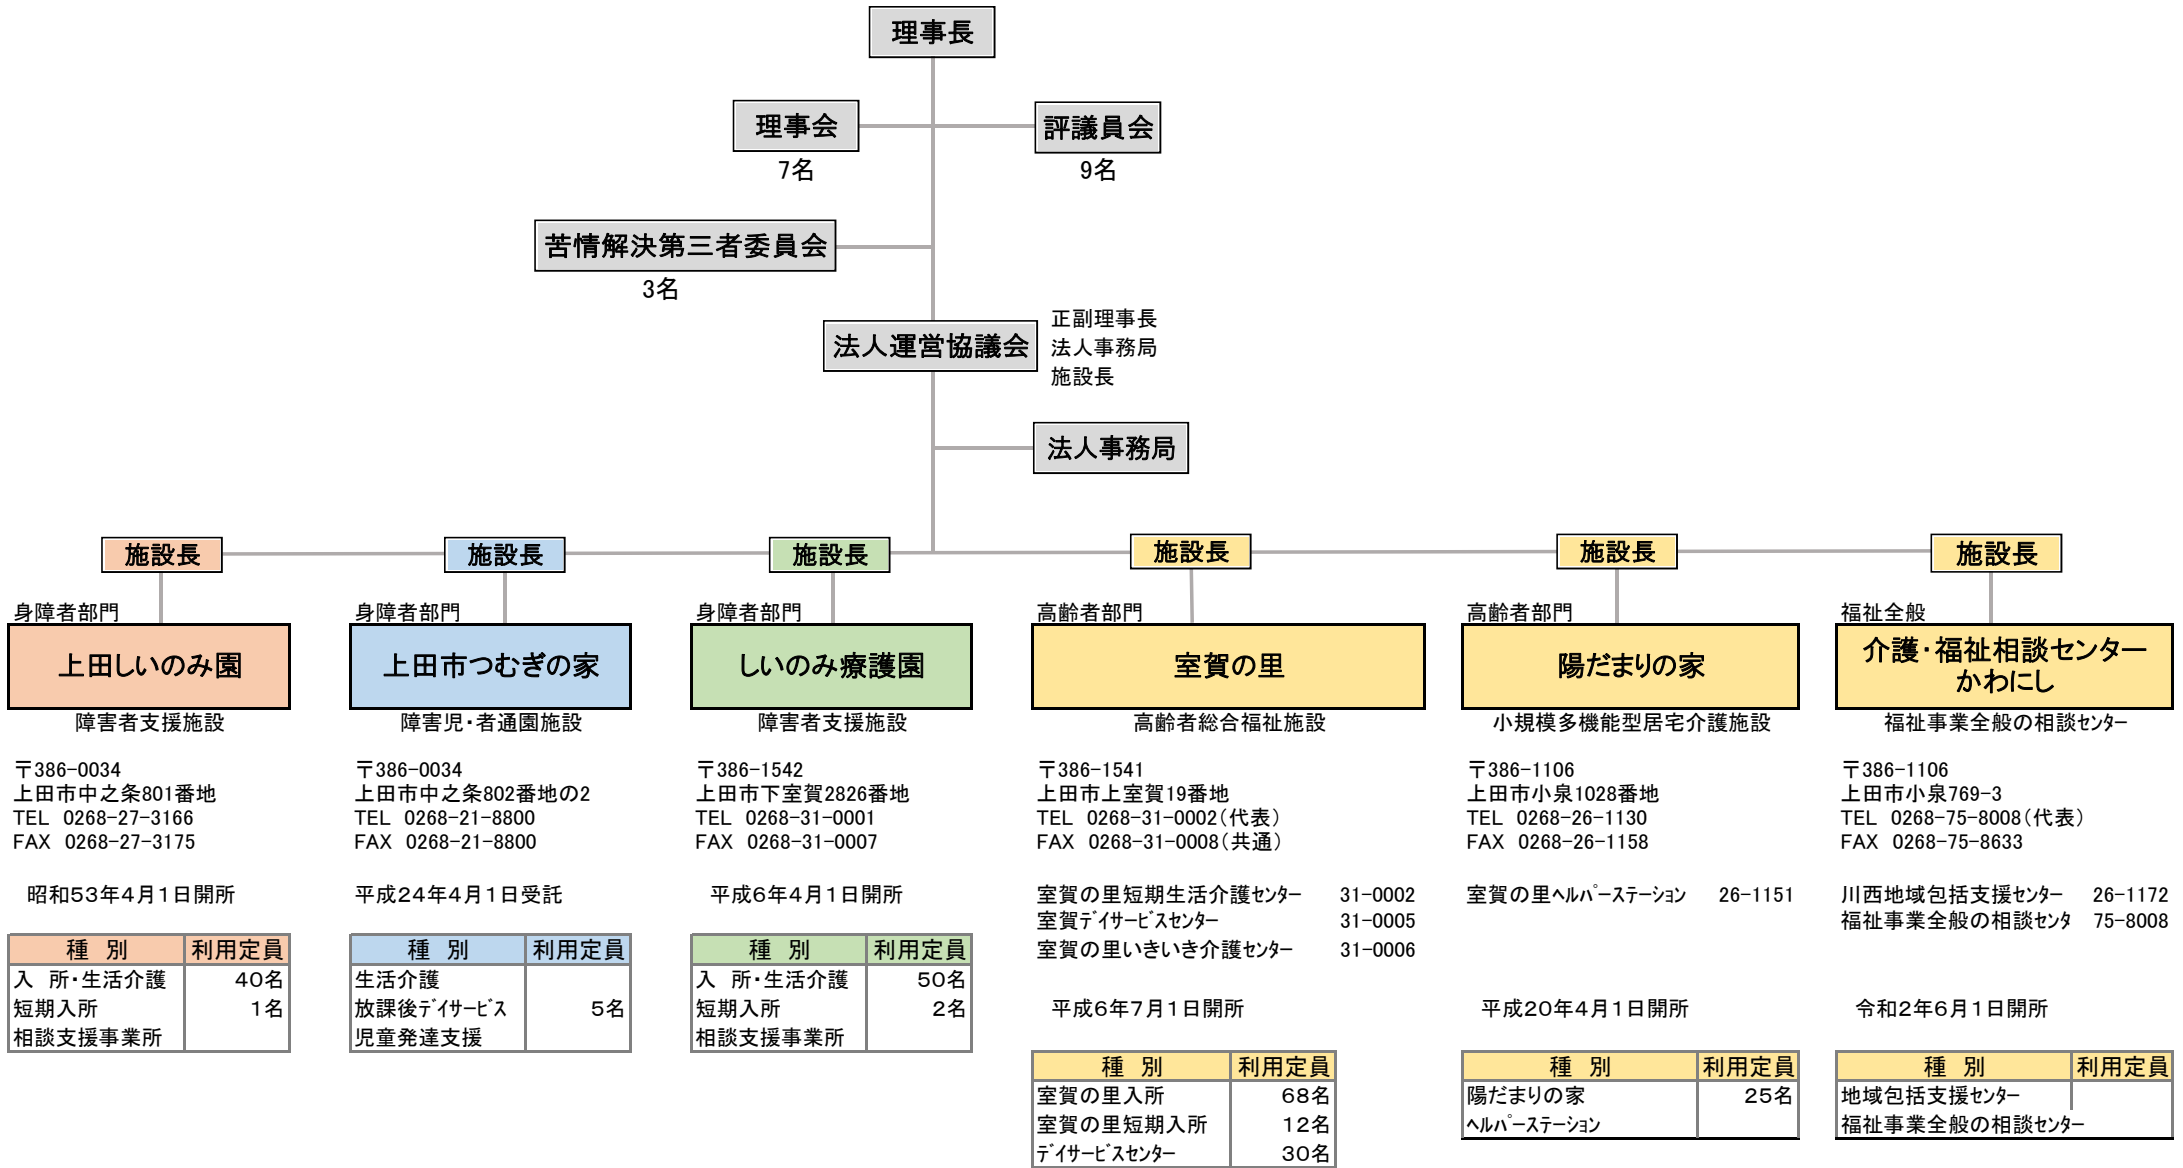 理事長
理事会
7名
評議員会
9名
苦情解決第三者委員会
3名
法人運営協議会
正副理事長
法人事務局
施設長
法人事務局
施設長
身障者部門
上田しいのみ園
障害者支援施設
〒386-0034
上田市中之条801番地
TEL 0268-27-3166
FAX 0268-27-3175
昭和53年4月1日開所
種 別 利用定員
入 所・生活介護 40名
短期入所 1名
相談支援事業所
施設長
身障者部門
上田市つむぎの家
障害児・者通園施設
〒386-0034
上田市中之条802番地の2
TEL 0268-21-8800
FAX 0268-21-8800
平成24年4月1日受託
種 別 利用定員
生活介護
放課後デイサービス 5名
児童発達支援
施設長
身障者部門
しいのみ療護園
障害者支援施設
〒386-1542
上田市下室賀2826番地
TEL 0268-31-0001
FAX 0268-31-0007
平成6年4月1日開所
種 別 利用定員
入 所・生活介護 50名
短期入所 2名
相談支援事業所
施設長
高齢者部門
室賀の里
高齢者総合福祉施設
〒386-1541
上田市上室賀19番地
TEL 0268-31-0002（代表）
FAX 0268-31-0008（共通）
室賀の里短期生活介護センター 31-0002
室賀デイサービスセンター 31-0005
室賀の里いきいき介護センター 31-0006
平成6年7月1日開所
種 別 利用定員
室賀の里入所 68名
室賀の里短期入所 12名
デイサービスセンター 30名
施設長
高齢者部門
陽だまりの家
小規模多機能型居宅介護施設
〒386-1106
上田市小泉1028番地
TEL 0268-26-1130
FAX 0268-26-1158
室賀の里ヘルパーステーション 26-1151
平成20年4月1日開所
種 別 利用定員
陽だまりの家 25名
ヘルパーステーション
施設長
福祉全般
介護・福祉相談センター
かわにし
福祉事業全般の相談センター
〒386-1106
上田市小泉769-3
TEL 0268-75-8008（代表）
FAX 0268-75-8633
川西地域包括支援センター 26-1172
福祉事業全般の相談センタ 75-8008
令和2年6月1日開所
種 別 利用定員
地域包括支援センター
福祉事業全般の相談センター